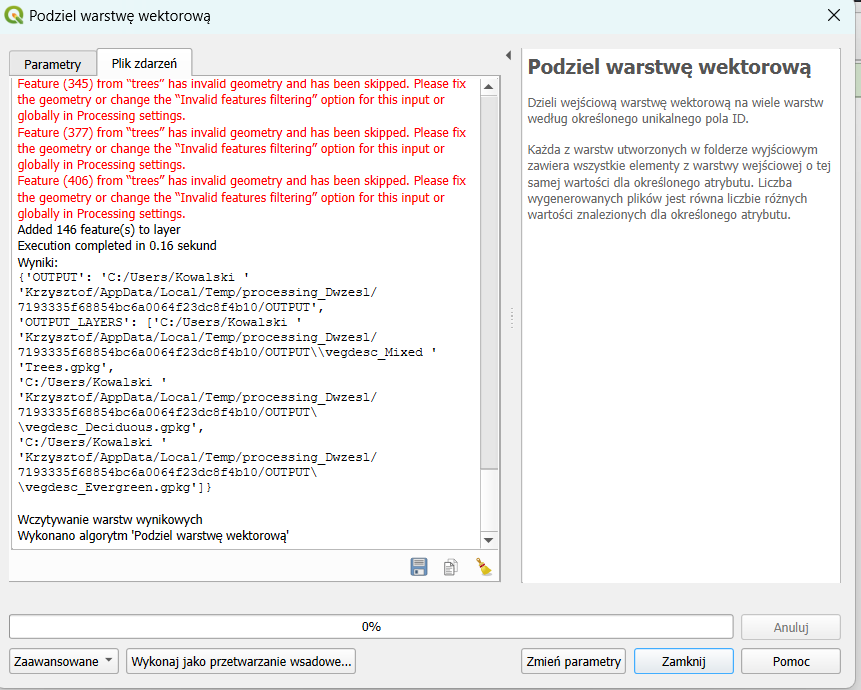 Podziel warstwę wektorową
Parametry
Plik zdarzeń
Feature (345) from “trees” has invalid geometry and has been skipped. Please fix
the geometry or change the “Invalid features filtering” option for this input or
globally in Processing settings.
Feature (377) from “trees” has invalid geometry and has been skipped. Please fix
the geometry or change the “Invalid features filtering” option for this input or
globally in Processing settings.
Feature (406) from “trees” has invalid geometry and has been skipped. Please fix
the geometry or change the “Invalid features filtering” option for this input or
globally in Processing settings.
Added 146 feature(s) to layer
Execution completed in 0.16 sekund
Wyniki:
{'OUTPUT': 'C:/Users/Kowalski '
'Krzysztof/AppData/Local/Temp/processing_Dwzesl/
7193335f68854bc6a0064f23dc8f4b10/OUTPUT',
'OUTPUT_LAYERS': ['C:/Users/Kowalski '
'Krzysztof/AppData/Local/Temp/processing_Dwzesl/
7193335f68854bc6a0064f23dc8f4b10/OUTPUT\\vegdesc_Mixed '
'Trees.gpkg',
'C:/Users/Kowalski '
'Krzysztof/AppData/Local/Temp/processing_Dwzesl/
7193335f68854bc6a0064f23dc8f4b10/OUTPUT\
\vegdesc_Deciduous.gpkg',
'C:/Users/Kowalski '
'Krzysztof/AppData/Local/Temp/processing_Dwzesl/
7193335f68854bc6a0064f23dc8f4b10/OUTPUT\
\vegdesc_Evergreen.gpkg']}
Wczytywanie warstw wynikowych
Wykonano algorytm 'Podziel warstwę wektorową'
Podziel warstwę wektorową
Dzieli wejściową warstwę wektorową na wiele warstw
według określonego unikalnego pola ID.
Każda z warstw utworzonych w folderze wyjściowym
zawiera wszystkie elementy z warstwy wejściowej o tej
samej wartości dla określonego atrybutu. Liczba
wygenerowanych plików jest równa liczbie różnych
wartości znalezionych dla określonego atrybutu.
0%
Anuluj
Zaawansowane
Wykonaj jako przetwarzanie wsadowe...
Zmień parametry
Zamknij
Pomoc